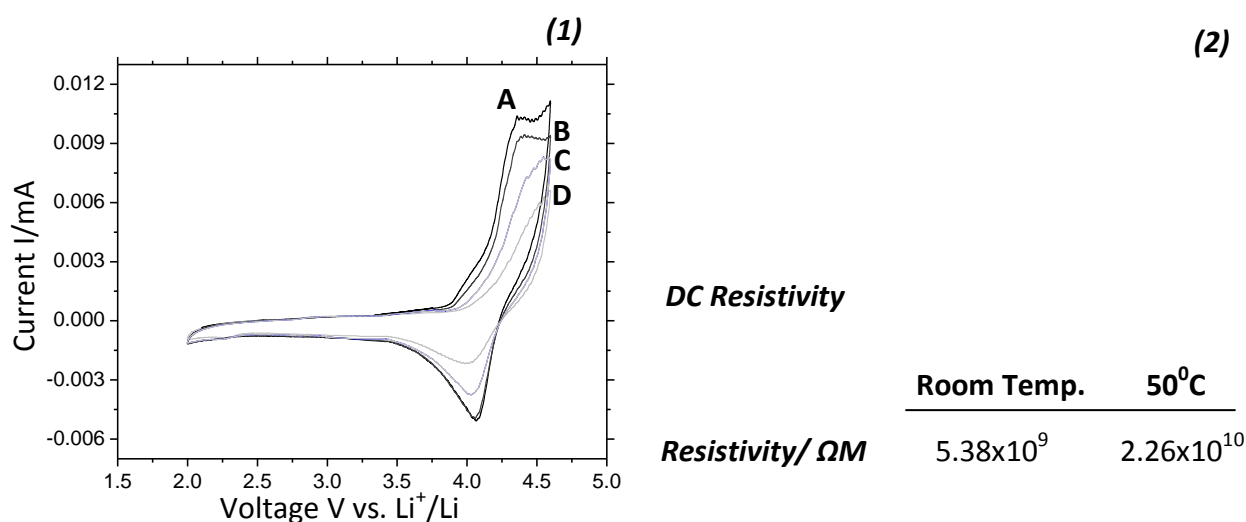 (1)
(2)
0.012
0.009
0.006
0.003
0.000
-0.003
-0.006
Current I/mA
A
B
C
D
1.5 2.0 2.5 3.0 3.5 4.0 4.5 5.0
Voltage V vs. Li⁺/Li
DC Resistivity
Room Temp. 50⁰C
Resistivity/ ΩM 5.38x10⁹ 2.26x10¹⁰